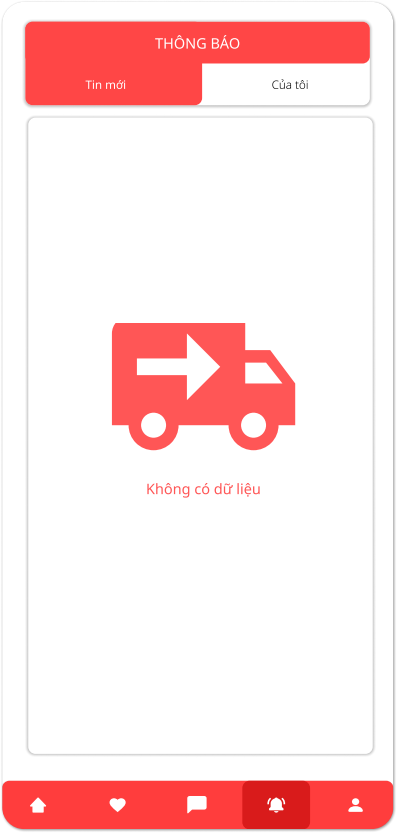 THÔNG BÁO
Tin mới
Của tôi
Không có dữ liệu